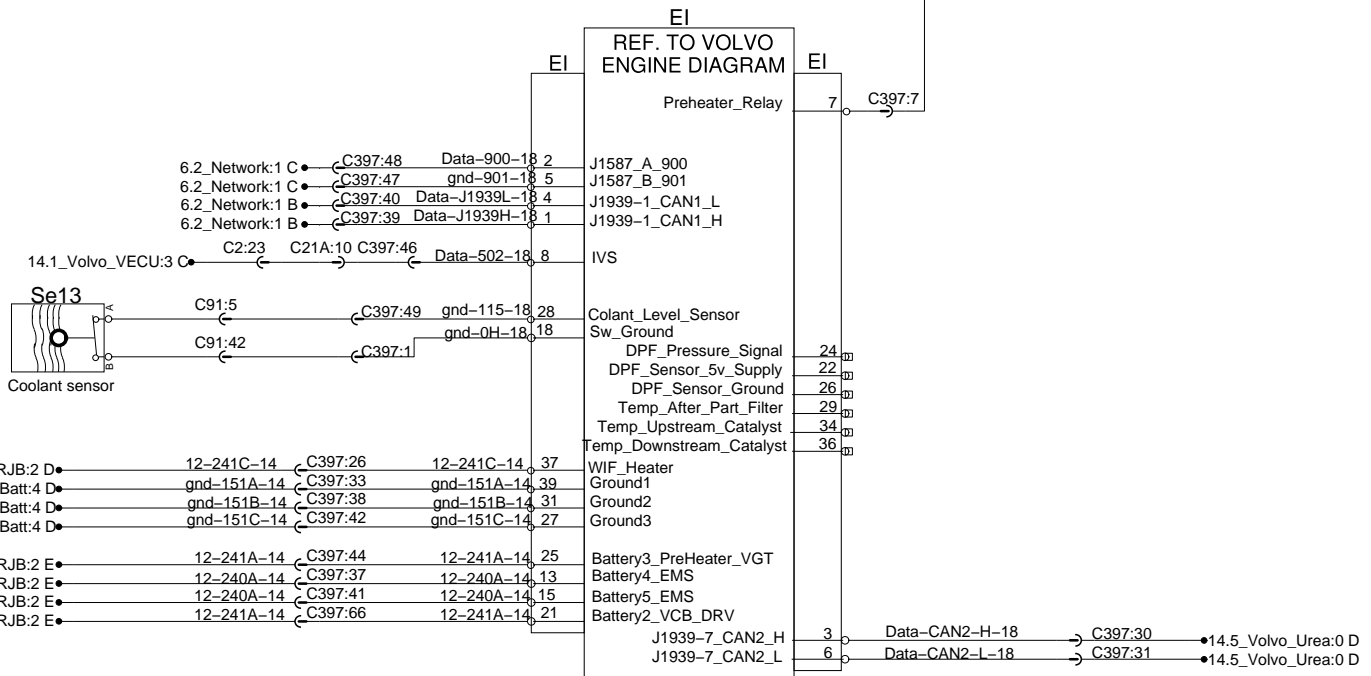 EI
REF. TO VOLVO
ENGINE DIAGRAM
EI
EI
Preheater_Relay 7 C397:7
6.2_Network:1 C C397:48 Data-900-18 2 J1587_A_900
6.2_Network:1 C C397:47 gnd-901-18 5 J1587_B_901
6.2_Network:1 B C397:40 Data-J1939L-18 4 J1939-1_CAN1_L
6.2_Network:1 B C397:39 Data-J1939H-18 1 J1939-1_CAN1_H
14.1_Volvo_VECU:3 C C2:23 C21A:10 C397:46 Data-502-18 8 IVS
Se13
A C91:5 C397:49 gnd-115-18 28 Colant_Level_Sensor
gnd-0H-18 18 Sw_Ground
B C91:42 C397:1
Coolant sensor
DPF_Pressure_Signal 24
DPF_Sensor_5v_Supply 22
DPF_Sensor_Ground 26
Temp_After_Part_Filter 29
Temp_Upstream_Catalyst 34
Temp_Downstream_Catalyst 36
RJB:2 D 12-241C-14 C397:26 12-241C-14 37 WIF_Heater
Batt:4 D gnd-151A-14 C397:33 gnd-151A-14 39 Ground1
Batt:4 D gnd-151B-14 C397:38 gnd-151B-14 31 Ground2
Batt:4 D gnd-151C-14 C397:42 gnd-151C-14 27 Ground3
RJB:2 E 12-241A-14 C397:44 12-241A-14 25 Battery3_PreHeater_VGT
RJB:2 E 12-240A-14 C397:37 12-240A-14 13 Battery4_EMS
RJB:2 E 12-240A-14 C397:41 12-240A-14 15 Battery5_EMS
RJB:2 E 12-241A-14 C397:66 12-241A-14 21 Battery2_VCB_DRV
J1939-7_CAN2_H 3 Data-CAN2-H-18 C397:30 14.5_Volvo_Urea:0 D
J1939-7_CAN2_L 6 Data-CAN2-L-18 C397:31 14.5_Volvo_Urea:0 D